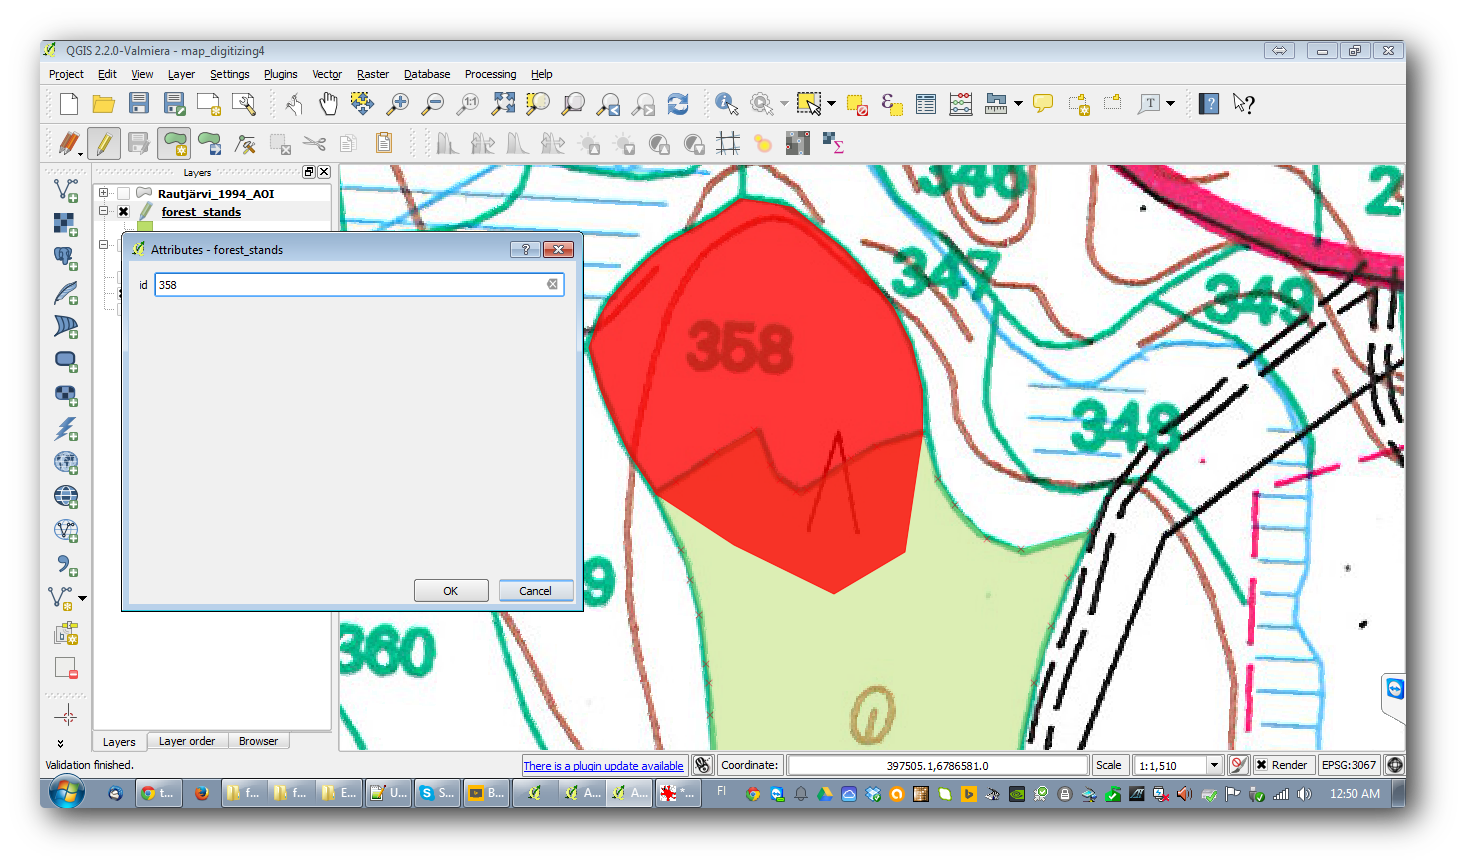 QGIS 2.2.0-Valmiera - map_digitizing4
Project Edit View Layer Settings Plugins Vector Raster Database Processing Help
Layers
Rautjärvi_1994_AOI
forest_stands
Attributes - forest_stands
id 358
OK Cancel
346
347
349
358
348
360
Layers Layer order Browser
Validation finished.
There is a plugin update available
Coordinate: 397505.1,6786581.0
Scale 1:1,510
Render
EPSG:3067
t... f... f... E... U... S... B... A... A... *...
FI
12:50 AM